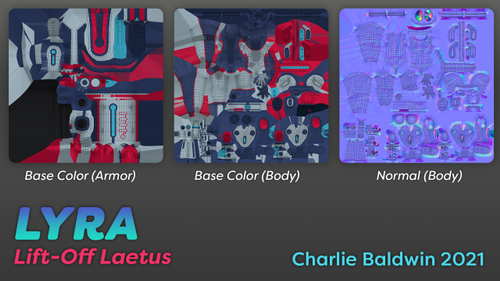 Base Color (Armor)
Base Color (Body)
Normal (Body)
LYRA
Lift-Off Laetus
Charlie Baldwin 2021